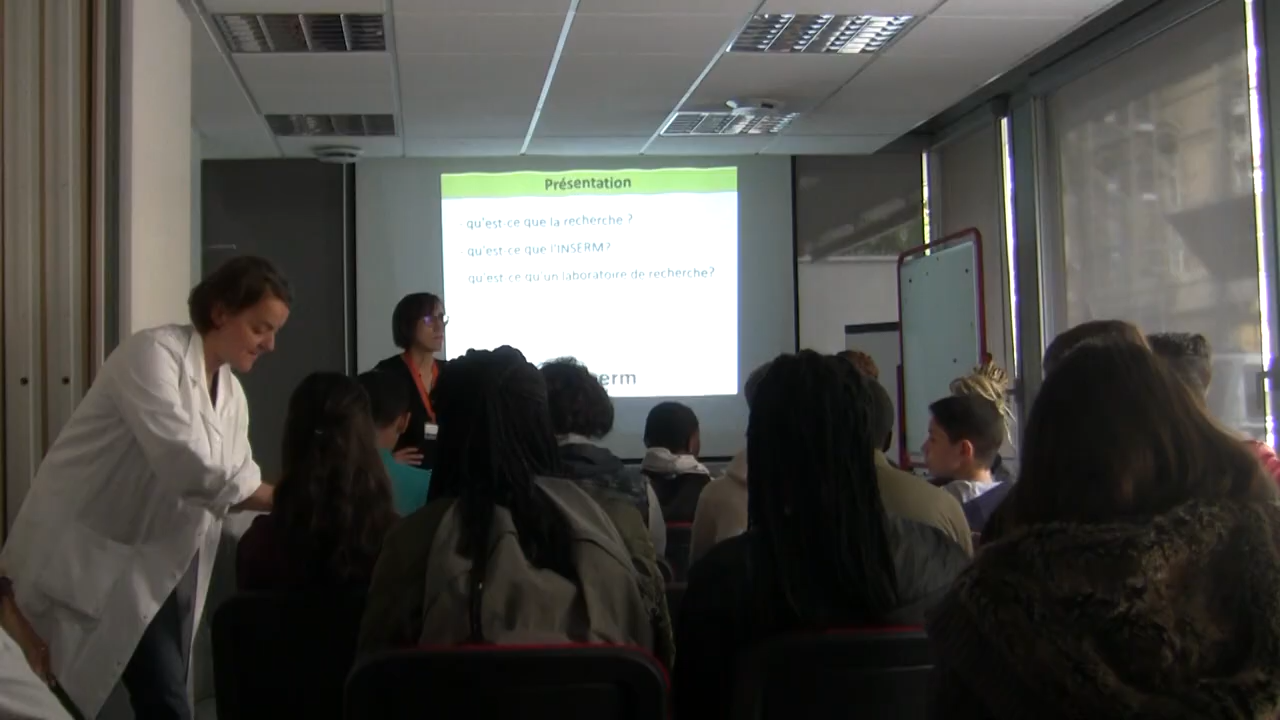 Présentation
- qu'est-ce que la recherche ?
- qu'est-ce que l'INSERM?
qu'est-ce qu'un laboratoire de recherche?